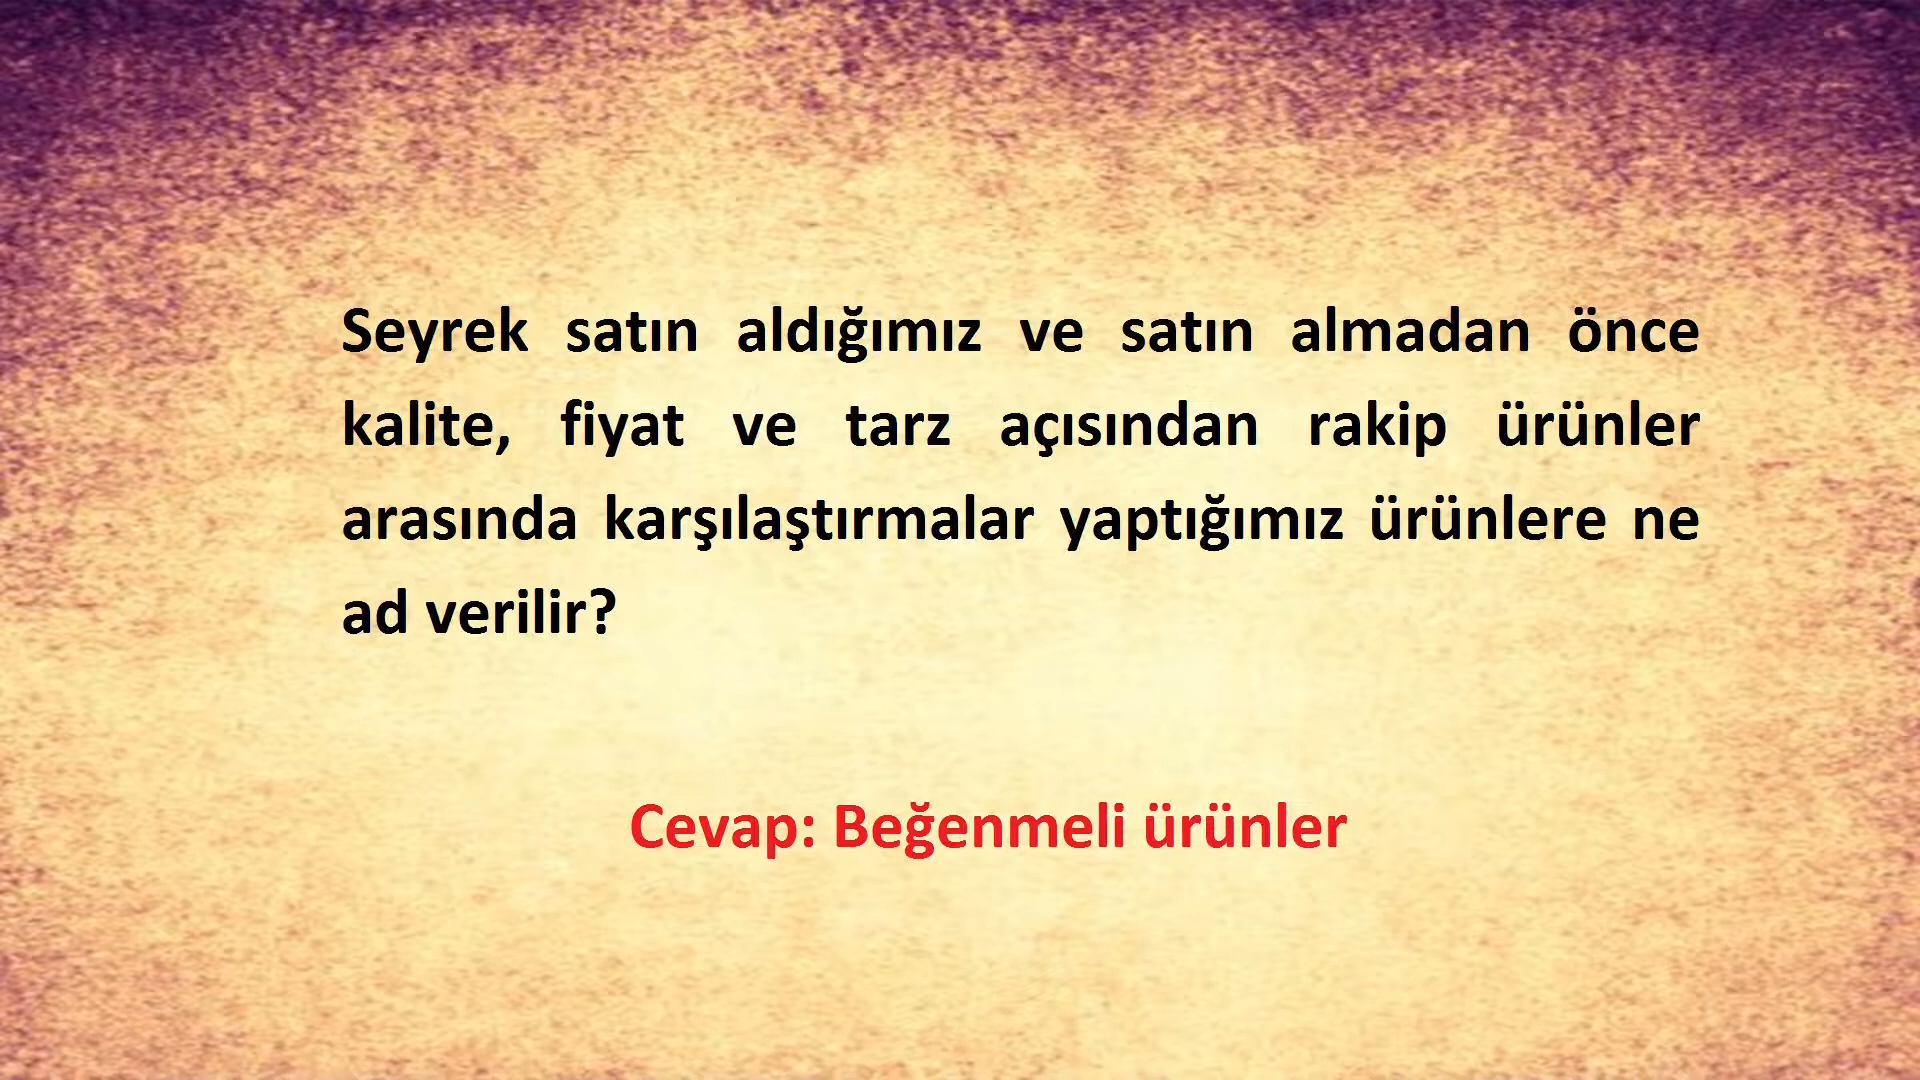 Seyrek satın aldığımız ve satın almadan önce
kalite, fiyat ve tarz açısından rakip ürünler
arasında karşılaştırmalar yaptığımız ürünlere ne
ad verilir?
Cevap: Beğenmeli ürünler